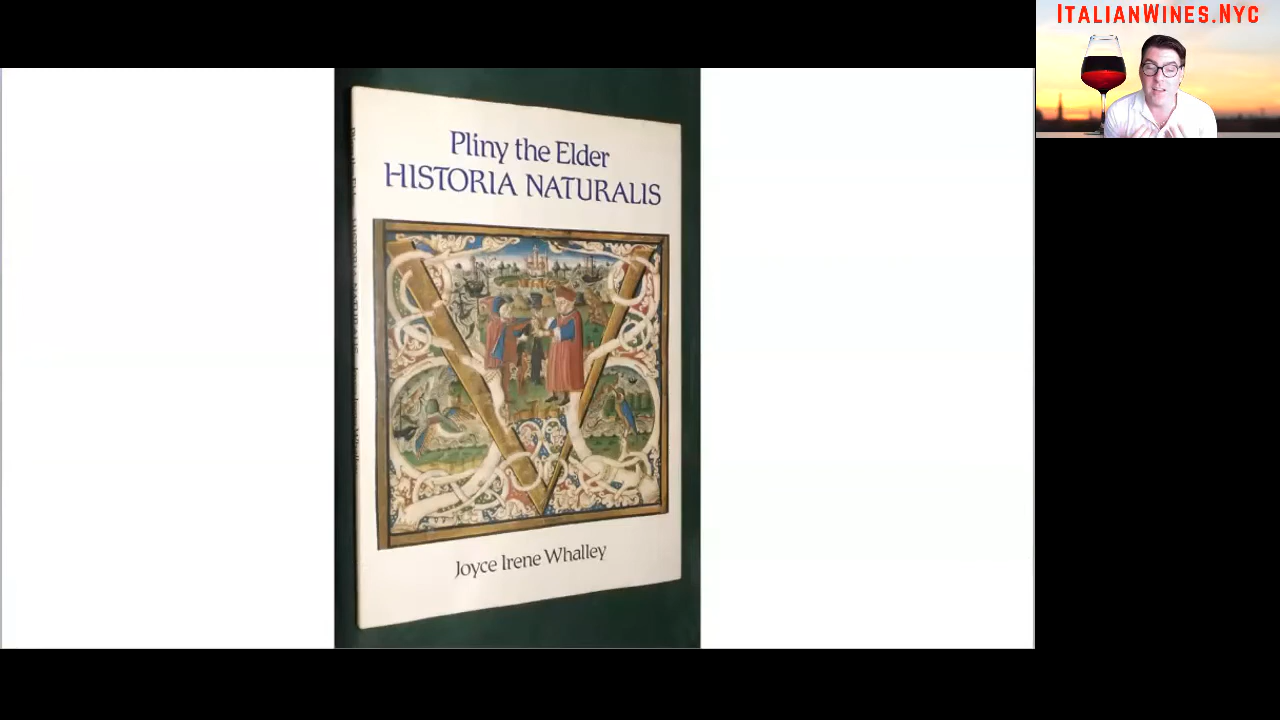 Pliny the Elder
HISTORIA NATURALIS
Joyce Irene Whalley
ITALIANWINES.NYC